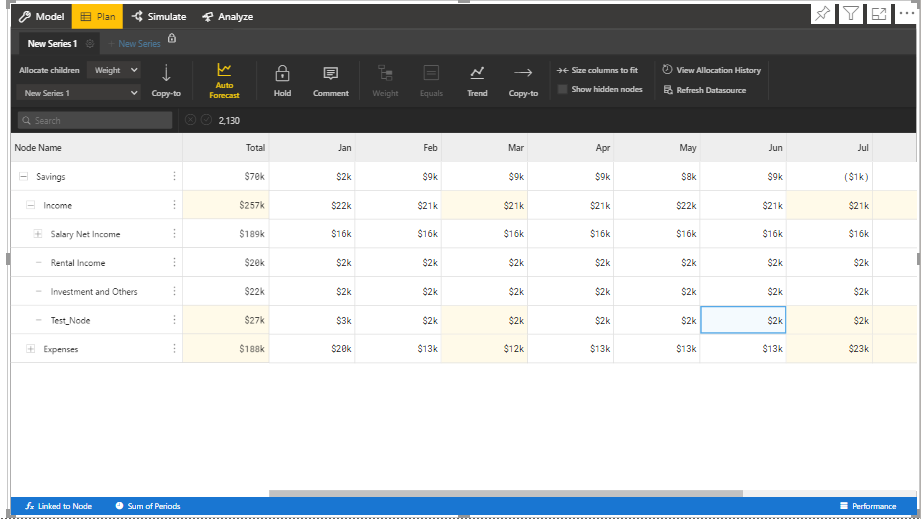 Model Plan Simulate Analyze
New Series 1 + New Series
Allocate children Weight
New Series 1
Copy-to
Auto
Forecast
Hold
Comment
Weight
Equals
Trend
Copy-to
Size columns to fit
Show hidden nodes
View Allocation History
Refresh Datasource
Search 2,130
Node Name Total Jan Feb Mar Apr May Jun Jul
Savings $70k $2k $9k $9k $9k $8k $9k ($1k)
Income $257k $22k $21k $21k $21k $22k $21k $21k
Salary Net Income $189k $16k $16k $16k $16k $16k $16k $16k
Rental Income $20k $2k $2k $2k $2k $2k $2k $2k
Investment and Others $22k $2k $2k $2k $2k $2k $2k $2k
Test_Node $27k $3k $2k $2k $2k $2k $2k $2k
Expenses $188k $20k $13k $12k $13k $13k $13k $23k
fx Linked to Node Sum of Periods Performance